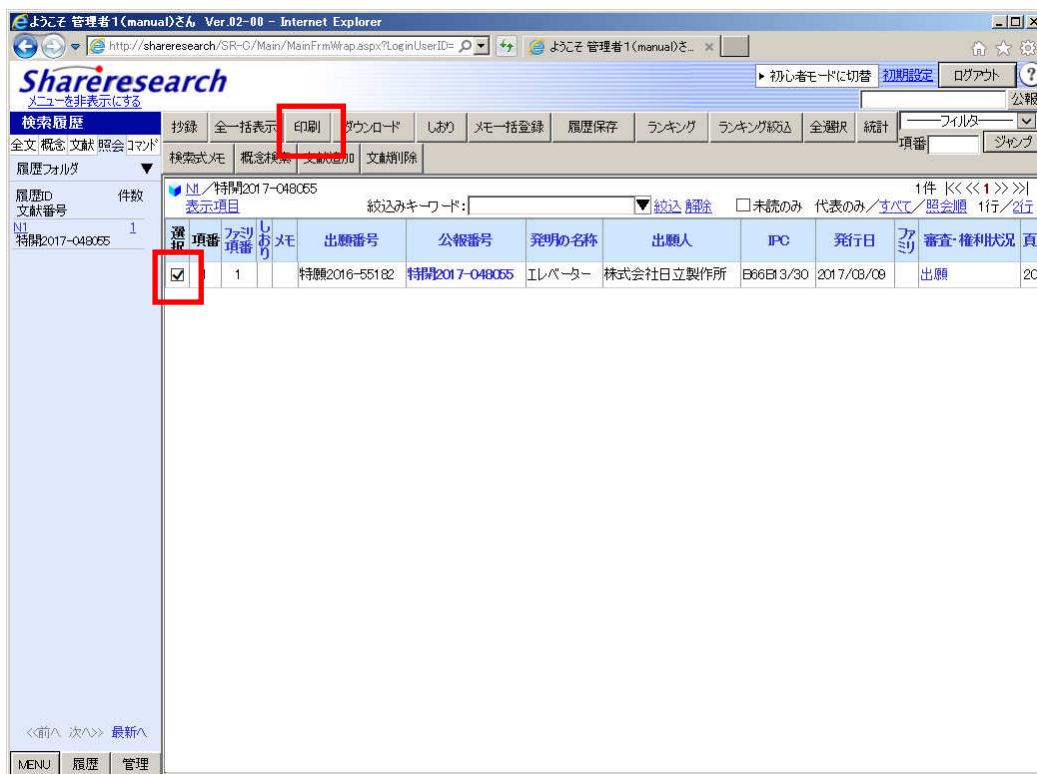 ようこそ 管理者1(manual)さん Ver.02-00 - Internet Explorer
http://shareresearch/SR-C/Main/MainFrmWrap.aspx?LoginUserID=
ようこそ 管理者1(manual)さ...
Shareresearch
メニューを非表示にする
▶初心者モードに切替 初期設定 ログアウト ?
公報
検索履歴
全文 概念 文献 照会 コマンド
履歴フォルダ ▼
履歴ID 件数
文献番号
N1 1
特開2017-048055
抄録 全一括表示 印刷 ダウンロード しおり メモ一括登録 履歴保存 ランキング ランキング絞込 全選択 統計 フィルタ
項番 ジャンプ
検索式メモ 概念検索 文献追加 文献削除
N1/特開2017-048055 1件 |<< << 1 >> >>|
表示項目 絞込みキーワード: ▼ 絞込 解除 未読のみ 代表のみ/すべて/照会順 1行/2行
選択 項番 ファミリ項番 しおり メモ 出願番号 公報番号 発明の名称 出願人 IPC 発行日 ファミリ 審査・権利状況 頁
1 特願2016-55182 特開2017-048055 エレベーター 株式会社日立製作所 B66B13/30 2017/03/09 出願 20
<<前へ 次へ>> 最新へ
MENU 履歴 管理